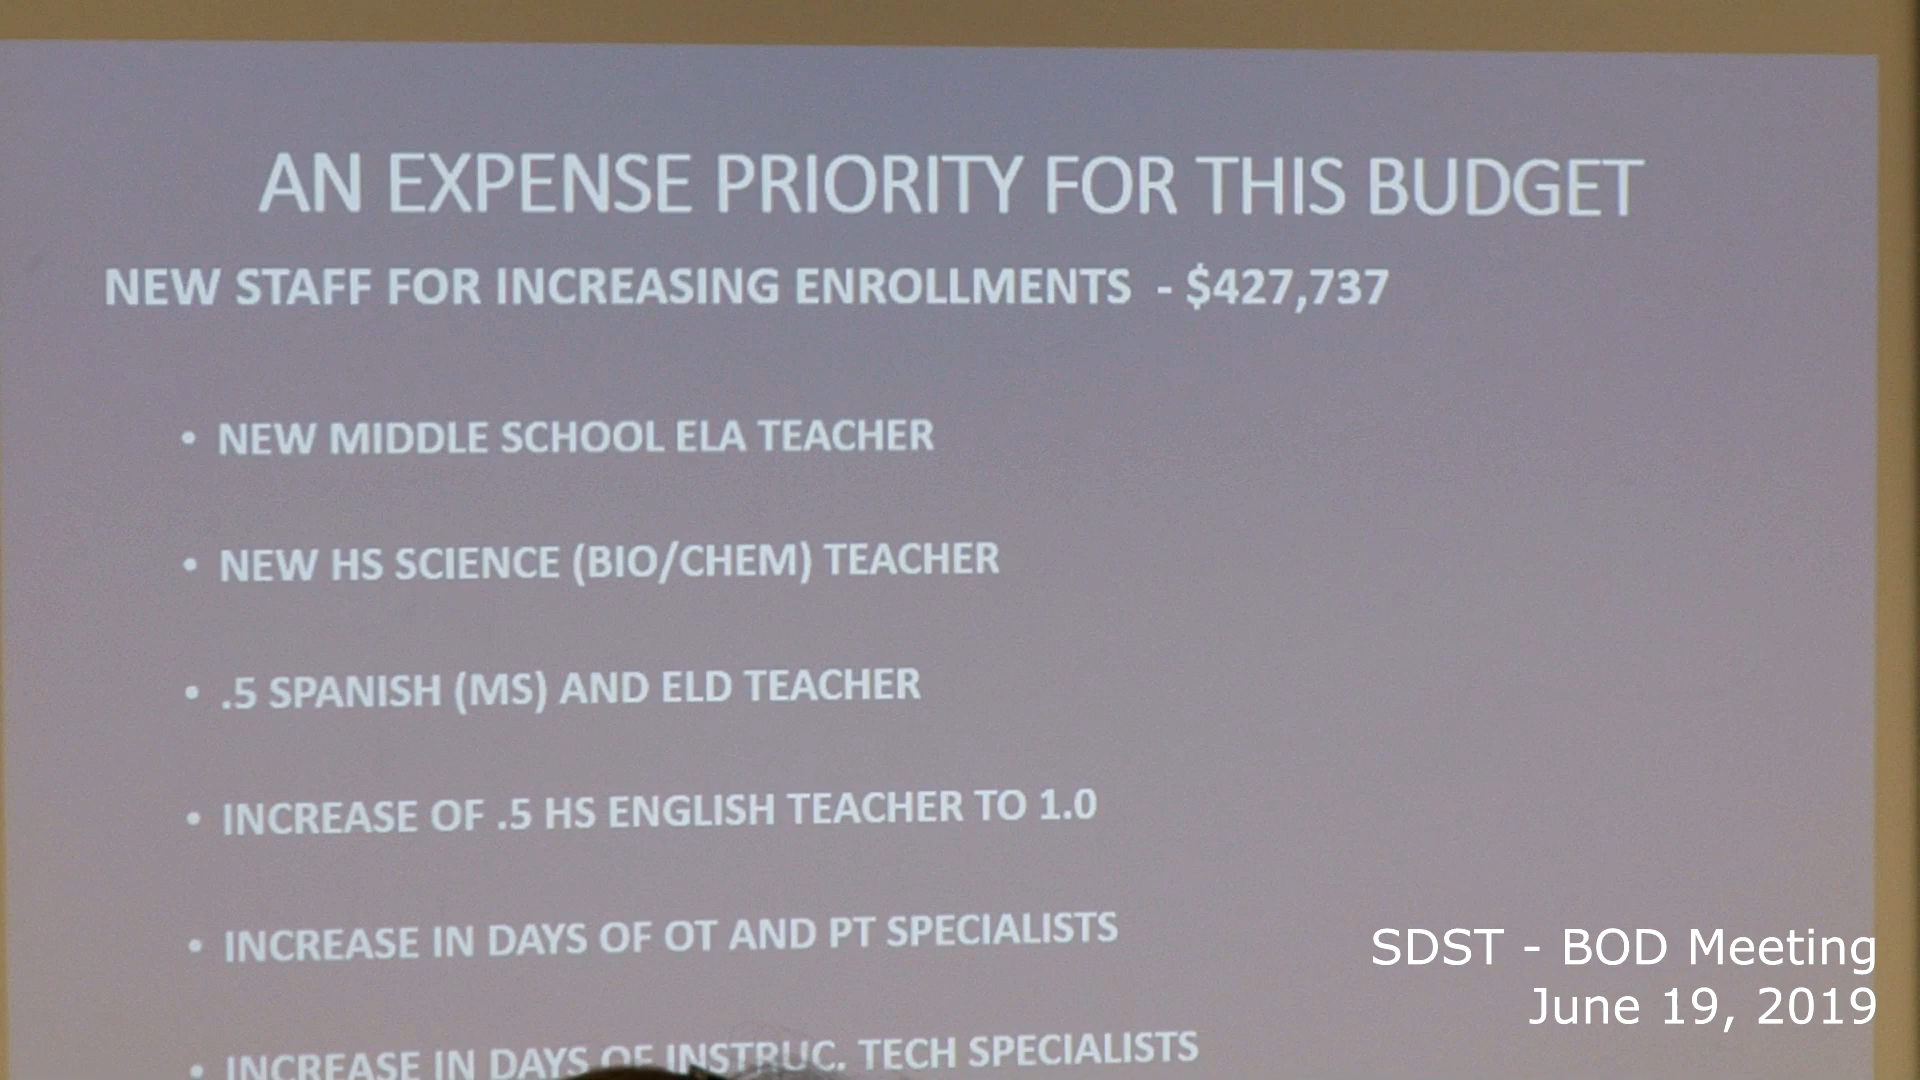 AN EXPENSE PRIORITY FOR THIS BUDGET
NEW STAFF FOR INCREASING ENROLLMENTS - $427,737
• NEW MIDDLE SCHOOL ELA TEACHER
• NEW HS SCIENCE (BIO/CHEM) TEACHER
• .5 SPANISH (MS) AND ELD TEACHER
• INCREASE OF .5 HS ENGLISH TEACHER TO 1.0
• INCREASE IN DAYS OF OT AND PT SPECIALISTS
• INCREASE IN DAYS OF INSTRUC. TECH SPECIALISTS
SDST - BOD Meeting
June 19, 2019